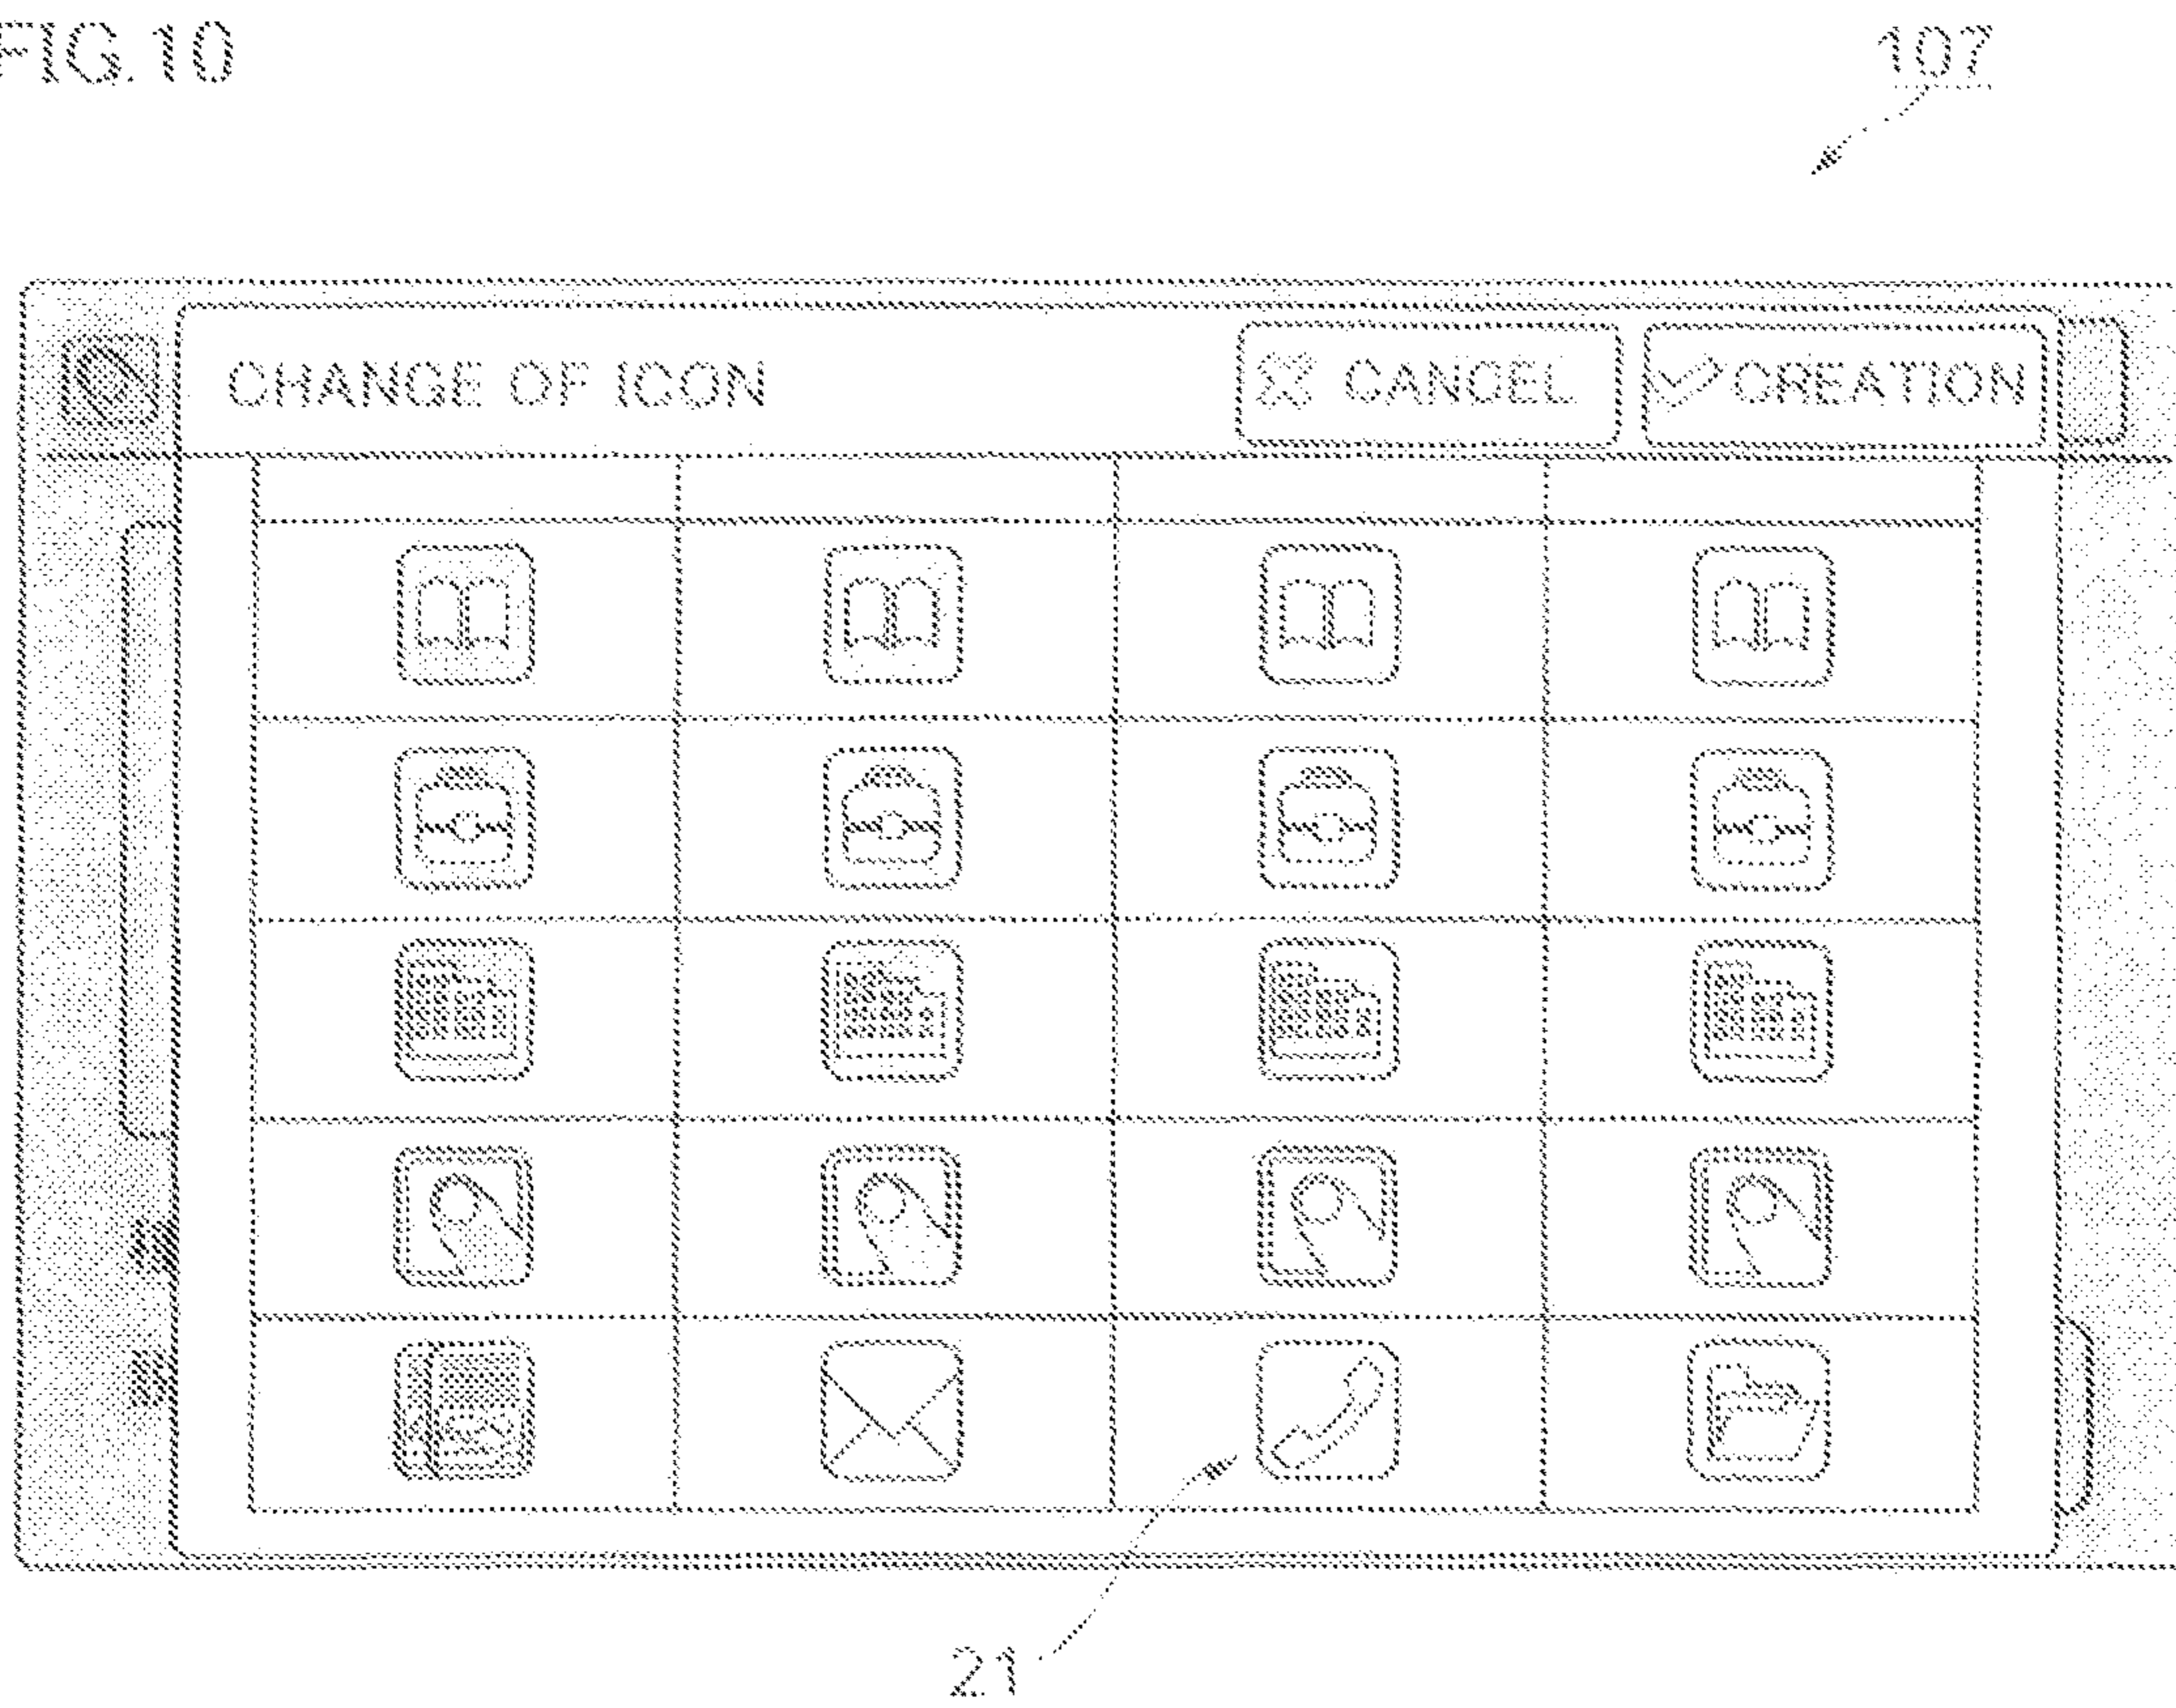 FIG.10
107
CHANGE OF ICON
CANCEL
CREATION
21